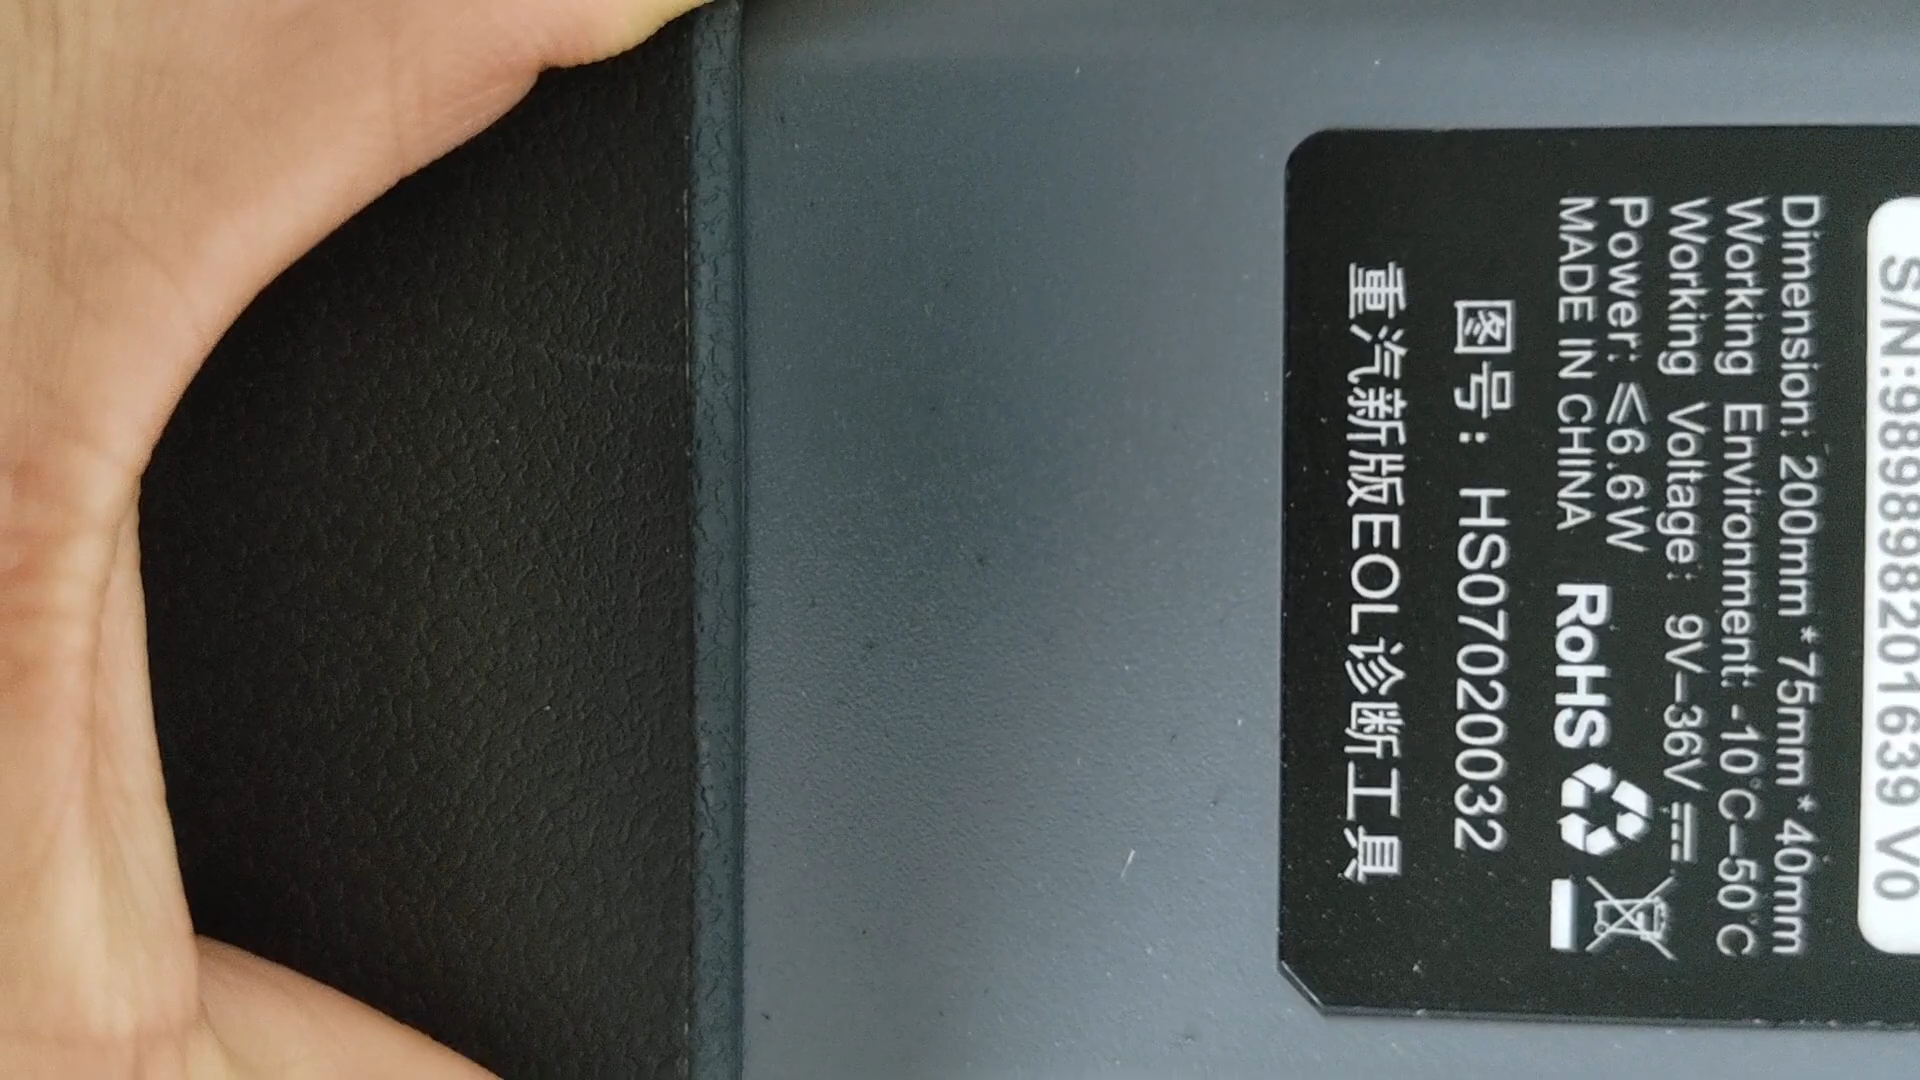 S/N:989898201639 V0
Dimension: 200mm*75mm*40mm
Working Environment: -10°C–50°C
Working Voltage: 9V–36V
Power: ≤6.6W
MADE IN CHINA RoHS
图号：HS070200032
重汽新版EOL诊断工具